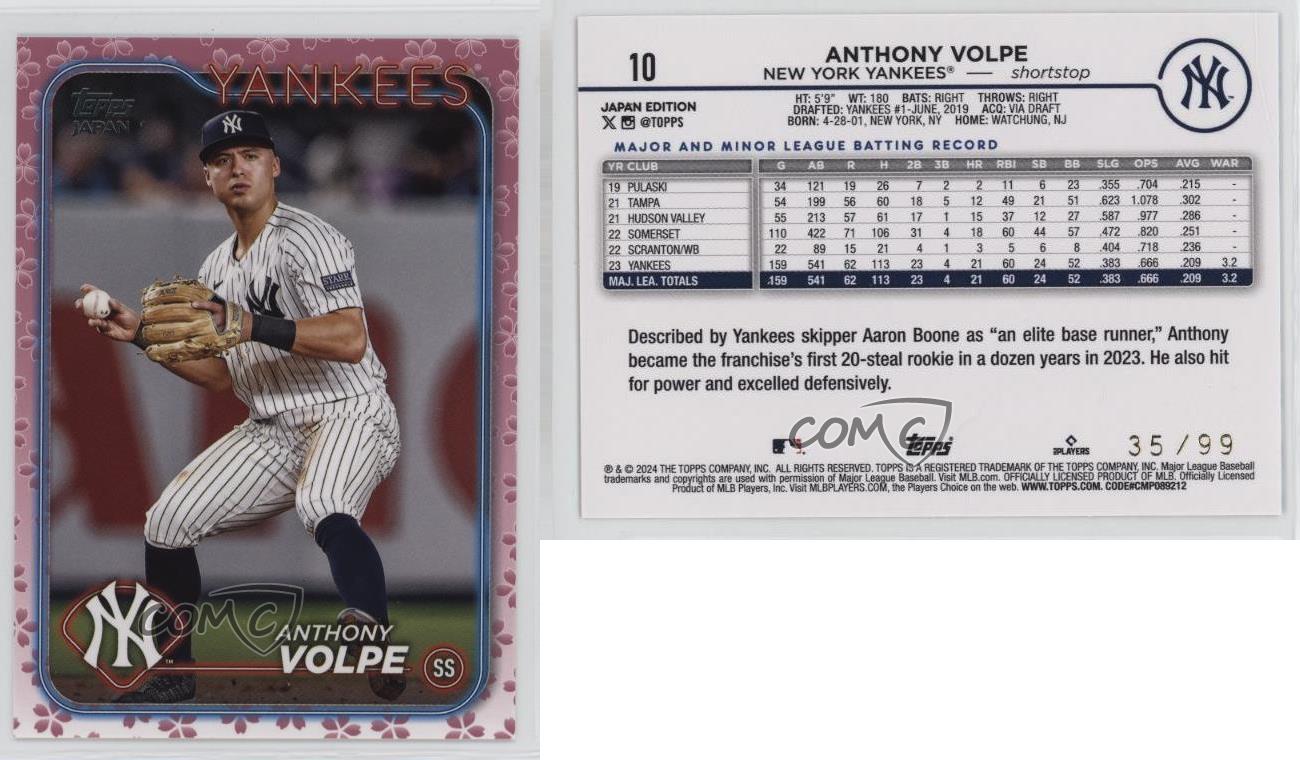 YANKEES
Topps
JAPAN
NY
STARR
COMC
NY
™
ANTHONY
VOLPE
SS
10
ANTHONY VOLPE
NEW YORK YANKEES® — shortstop
NY
JAPAN EDITION
@TOPPS
HT: 5'9" WT: 180 BATS: RIGHT THROWS: RIGHT
DRAFTED: YANKEES #1-JUNE, 2019 ACQ: VIA DRAFT
BORN: 4-28-01, NEW YORK, NY HOME: WATCHUNG, NJ
MAJOR AND MINOR LEAGUE BATTING RECORD
YR CLUB G AB R H 2B 3B HR RBI SB BB SLG OPS AVG WAR
19 PULASKI 34 121 19 26 7 2 2 11 6 23 .355 .704 .215 -
21 TAMPA 54 199 56 60 18 5 12 49 21 51 .623 1.078 .302 -
21 HUDSON VALLEY 55 213 57 61 17 1 15 37 12 27 .587 .977 .286 -
22 SOMERSET 110 422 71 106 31 4 18 60 44 57 .472 .820 .251 -
22 SCRANTON/WB 22 89 15 21 4 1 3 5 6 8 .404 .718 .236 -
23 YANKEES 159 541 62 113 23 4 21 60 24 52 .383 .666 .209 3.2
MAJ. LEA. TOTALS 159 541 62 113 23 4 21 60 24 52 .383 .666 .209 3.2
Described by Yankees skipper Aaron Boone as “an elite base runner,” Anthony
became the franchise's first 20-steal rookie in a dozen years in 2023. He also hit
for power and excelled defensively.
COMC
Topps
PLAYERS
35/99
® & © 2024 THE TOPPS COMPANY, INC. ALL RIGHTS RESERVED. TOPPS IS A REGISTERED TRADEMARK OF THE TOPPS COMPANY, INC. Major League Baseball
trademarks and copyrights are used with permission of Major League Baseball. Visit MLB.com. OFFICIALLY LICENSED PRODUCT OF MLB. Officially Licensed
Product of MLB Players, Inc. Visit MLBPLAYERS.COM, the Players Choice on the web. WWW.TOPPS.COM. CODE#CMP089212